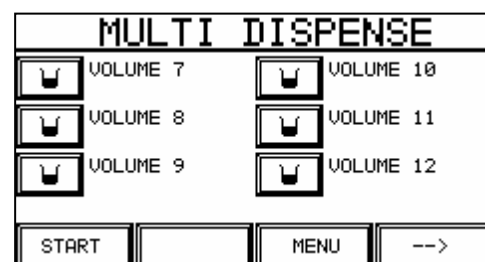 MULTI DISPENSE
VOLUME 7 VOLUME 10
VOLUME 8 VOLUME 11
VOLUME 9 VOLUME 12
START MENU -->